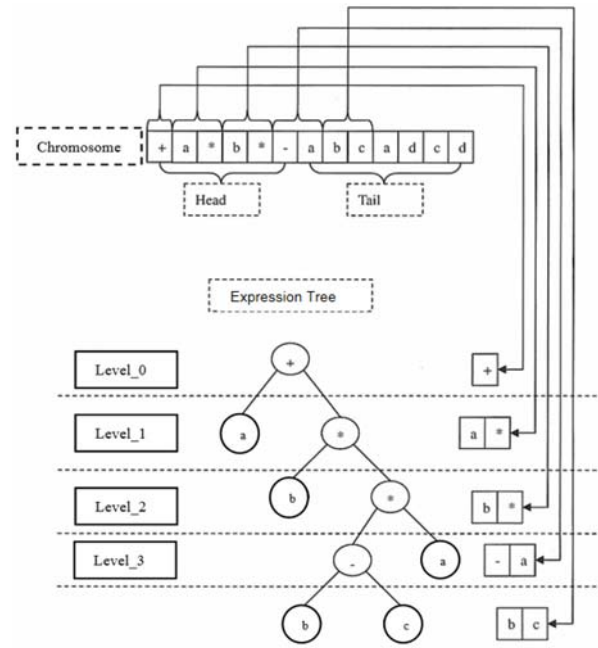 Chromosome + a * b * - a b c a d c d
Head Tail
Expression Tree
Level_0 + +
Level_1 a * a *
Level_2 b * b *
Level_3 - a - a
b c b c